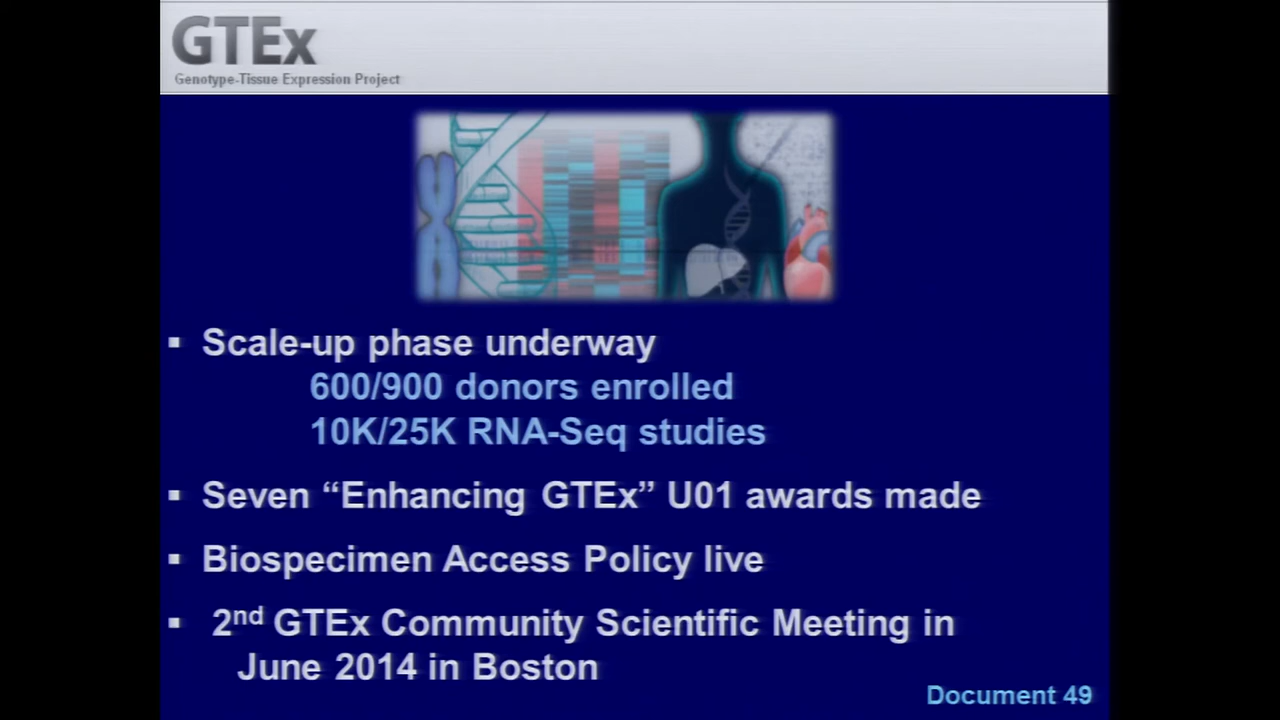 GTEx
Genotype-Tissue Expression Project
▪ Scale-up phase underway
600/900 donors enrolled
10K/25K RNA-Seq studies
▪ Seven “Enhancing GTEx” U01 awards made
▪ Biospecimen Access Policy live
▪ 2nd GTEx Community Scientific Meeting in
June 2014 in Boston
Document 49